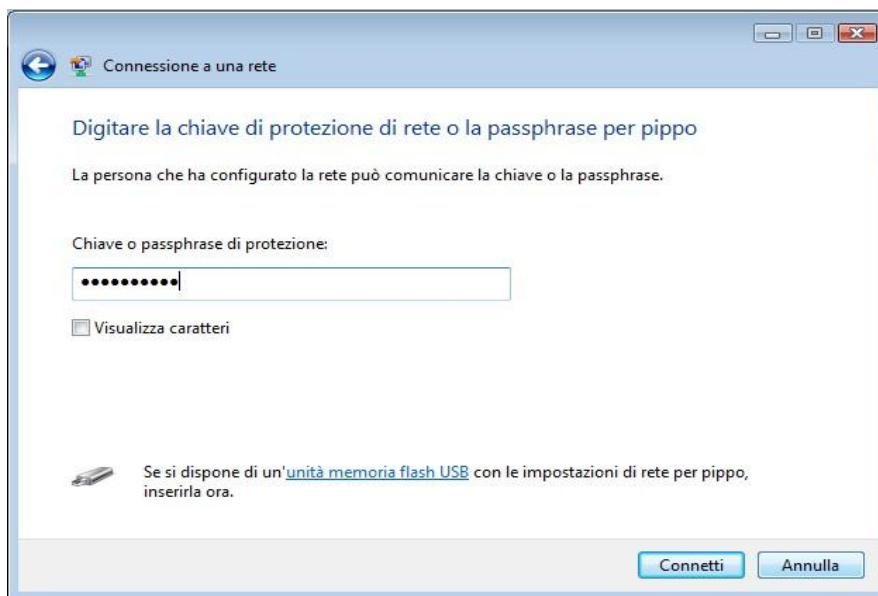 Connessione a una rete
Digitare la chiave di protezione di rete o la passphrase per pippo
La persona che ha configurato la rete può comunicare la chiave o la passphrase.
Chiave o passphrase di protezione:
••••••••••
Visualizza caratteri
Se si dispone di un'unità memoria flash USB con le impostazioni di rete per pippo,
inserirla ora.
Connetti
Annulla